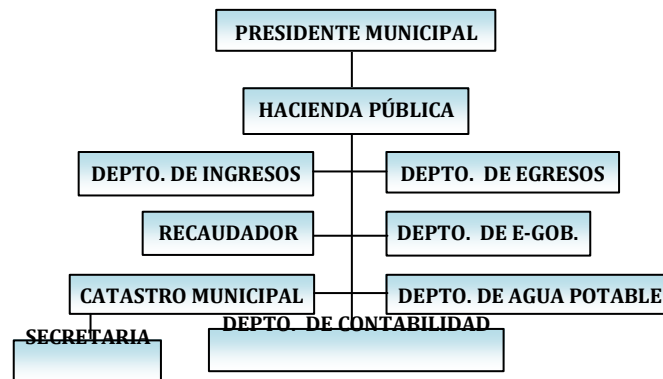 PRESIDENTE MUNICIPAL
HACIENDA PÚBLICA
DEPTO. DE INGRESOS
DEPTO. DE EGRESOS
RECAUDADOR
DEPTO. DE E-GOB.
CATASTRO MUNICIPAL
DEPTO. DE AGUA POTABLE
SECRETARIA
DEPTO. DE CONTABILIDAD